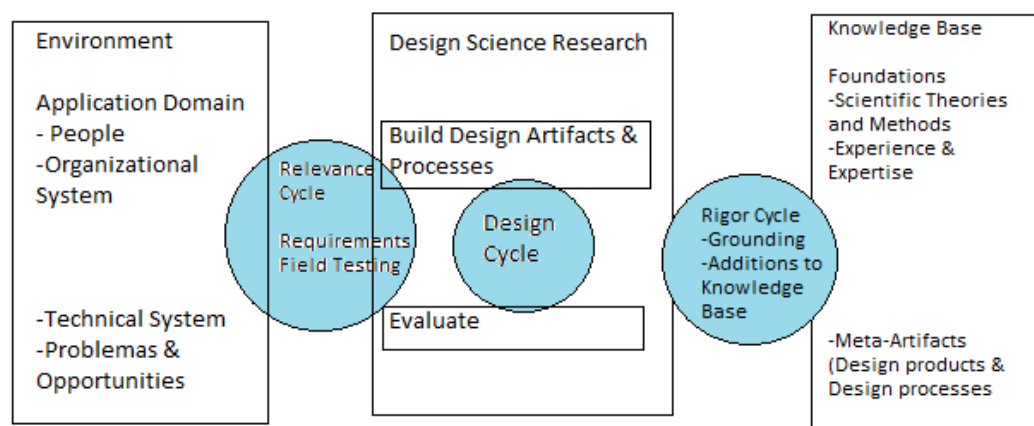 Environment
Application Domain
- People
-Organizational
System
-Technical System
-Problemas &
Opportunities
Relevance
Cycle
Requirements
Field Testing
Design Science Research
Build Design Artifacts &
Processes
Design
Cycle
Evaluate
Rigor Cycle
-Grounding
-Additions to
Knowledge
Base
Knowledge Base
Foundations
-Scientific Theories
and Methods
-Experience &
Expertise
-Meta-Artifacts
(Design products &
Design processes